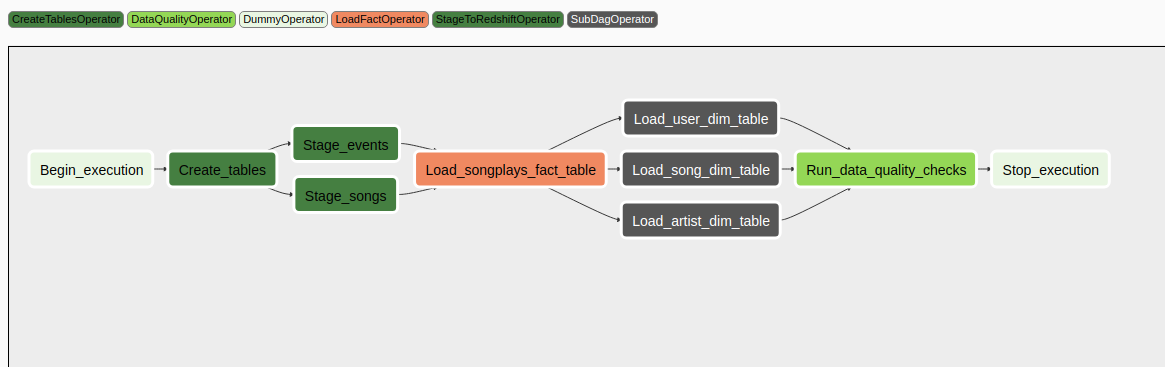 CreateTablesOperator DataQualityOperator DummyOperator LoadFactOperator StageToRedshiftOperator SubDagOperator
Begin_execution
Create_tables
Stage_events
Stage_songs
Load_songplays_fact_table
Load_user_dim_table
Load_song_dim_table
Load_artist_dim_table
Run_data_quality_checks
Stop_execution